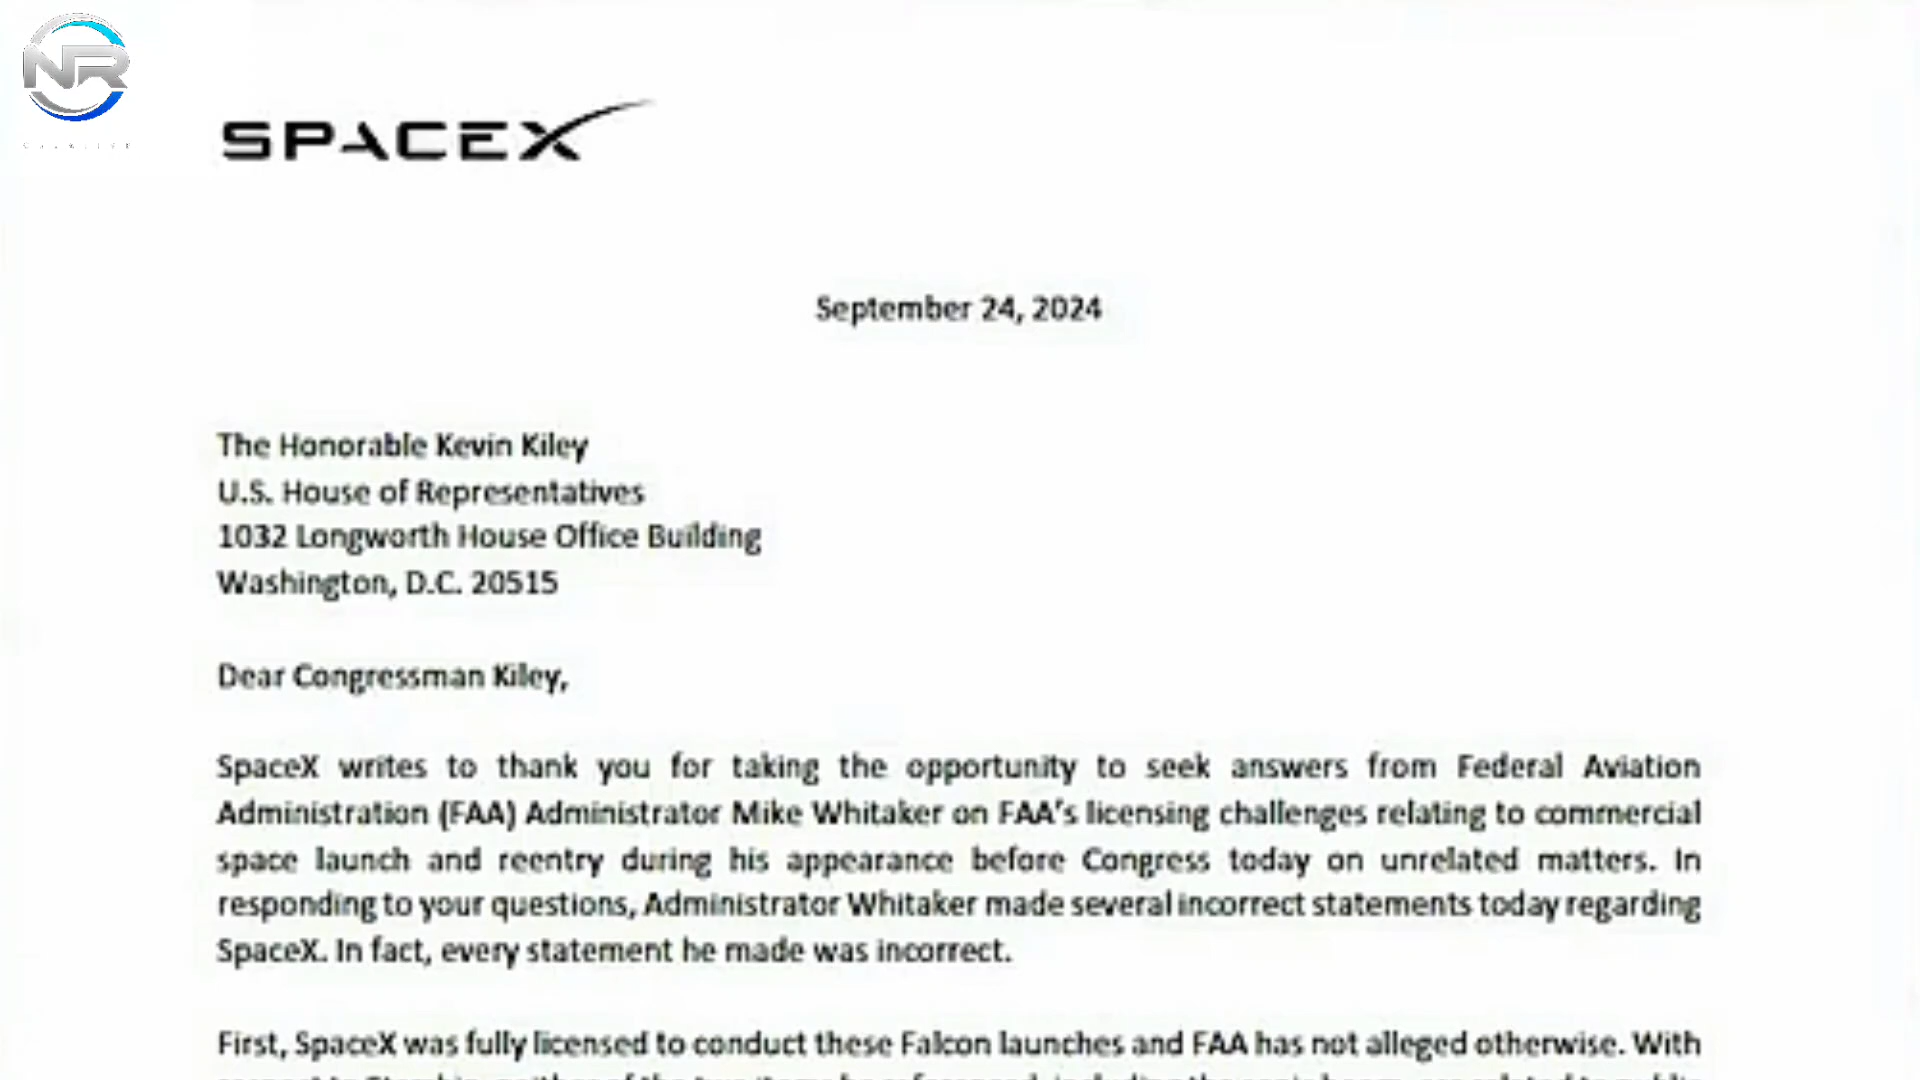 NR
SPACEX
September 24, 2024
The Honorable Kevin Kiley
U.S. House of Representatives
1032 Longworth House Office Building
Washington, D.C. 20515
Dear Congressman Kiley,
SpaceX writes to thank you for taking the opportunity to seek answers from Federal Aviation
Administration (FAA) Administrator Mike Whitaker on FAA's licensing challenges relating to commercial
space launch and reentry during his appearance before Congress today on unrelated matters. In
responding to your questions, Administrator Whitaker made several incorrect statements today regarding
SpaceX. In fact, every statement he made was incorrect.
First, SpaceX was fully licensed to conduct these Falcon launches and FAA has not alleged otherwise. With